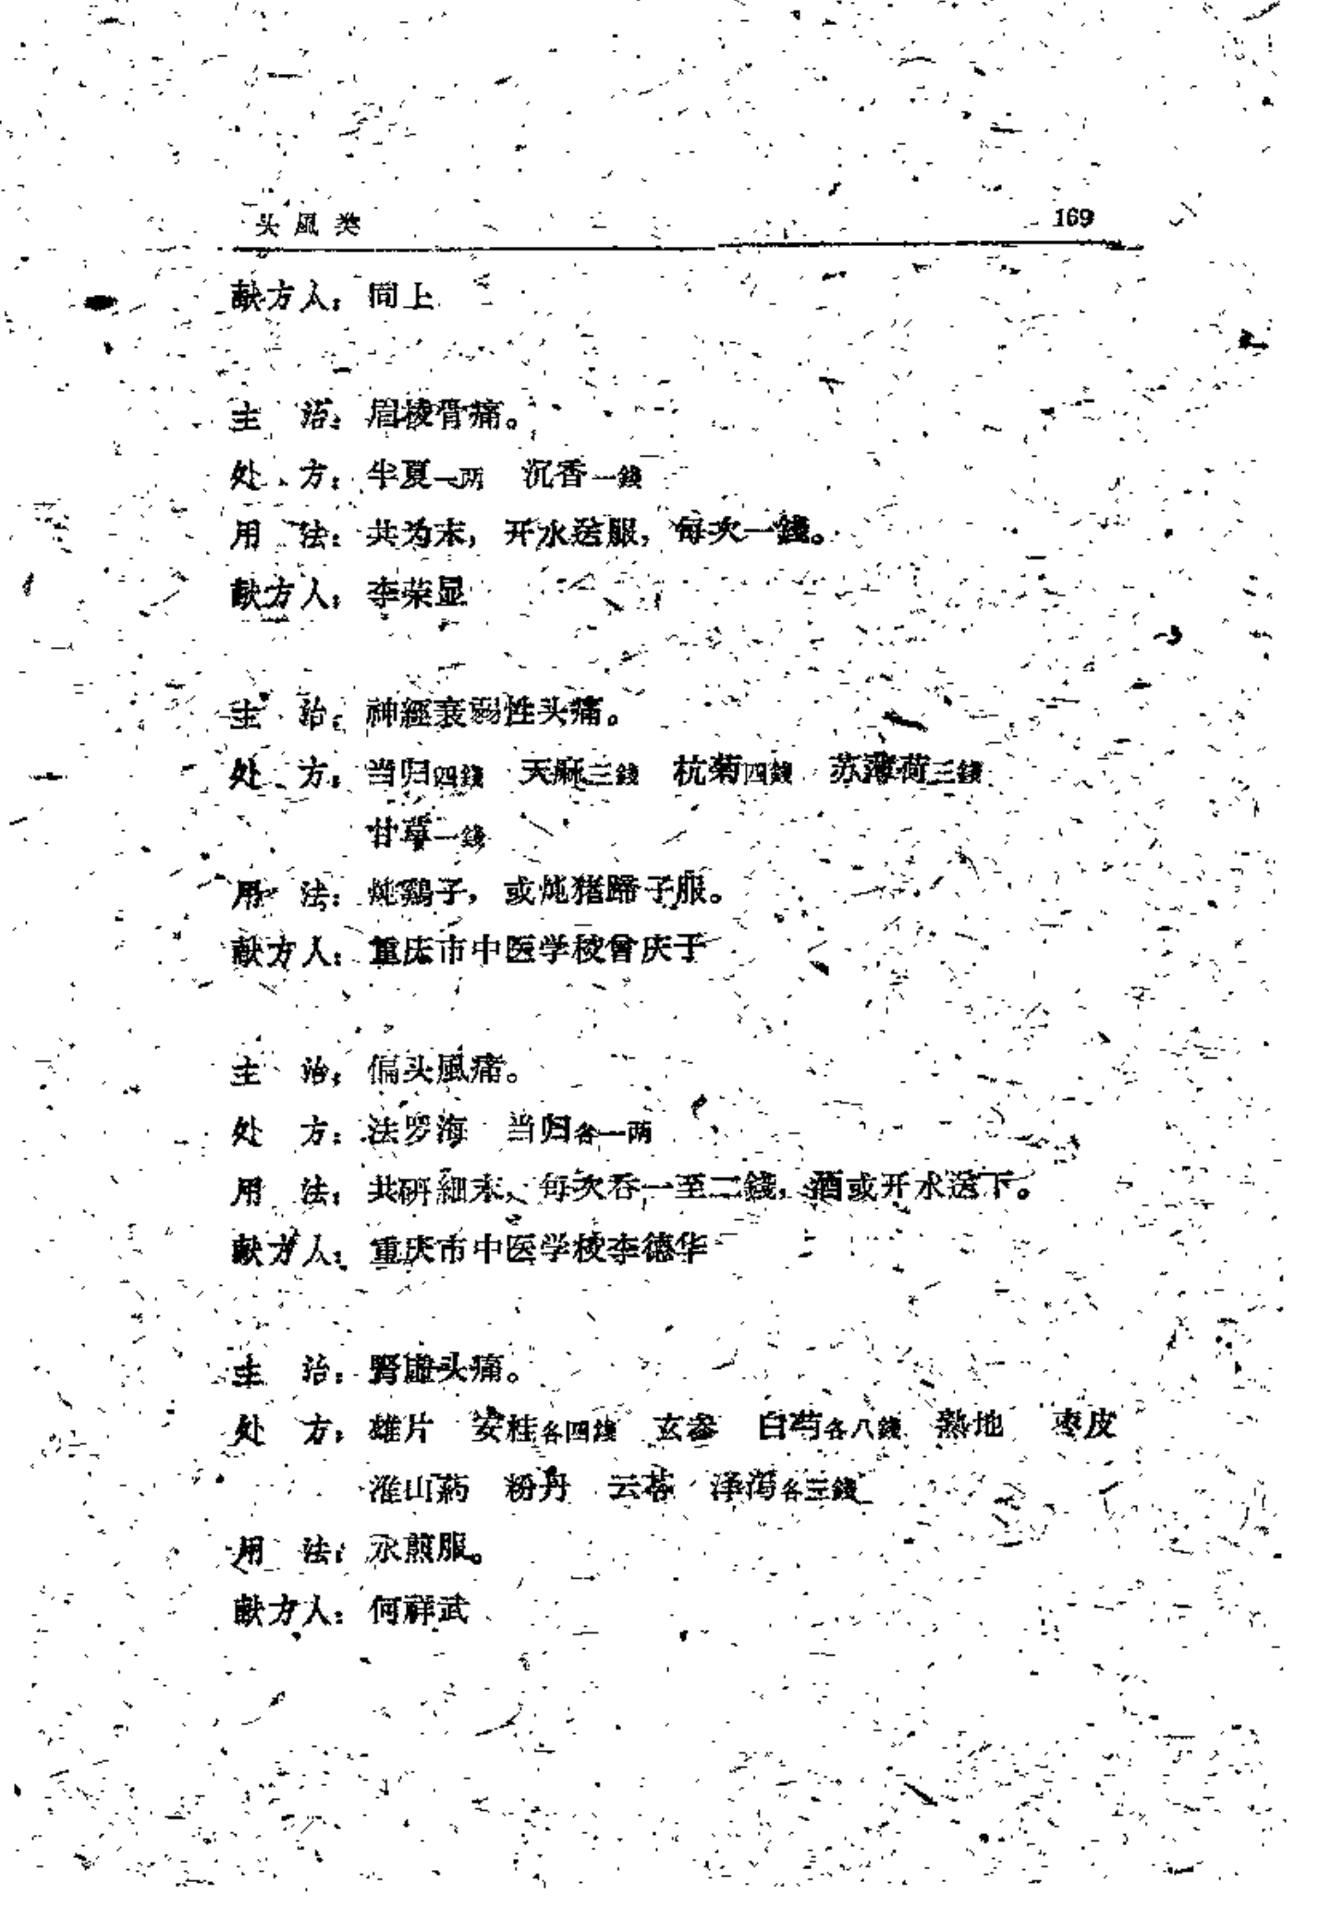 头風类 169
献方人：同上
主　治：眉棱骨痛。
处　方：半夏一两　沉香一錢
用　法：共为末，开水送服，每次一錢。
献方人：李荣显
主　治：神經衰弱性头痛。
处　方：当归四錢　天麻三錢　杭菊四錢　苏薄荷三錢
甘草一錢
用　法：炖鷄子，或炖猪蹄子服。
献方人：重庆市中医学校曾庆于
主　治：偏头風痛。
处　方：法罗海　当归各一两
用　法：共研細末、每次吞一至二錢，酒或开水送下。
献方人：重庆市中医学校李德华
主　治：腎虛头痛。
处　方：雄片　安桂各四錢　玄参　白芍各八錢　熟地　枣皮
淮山葯　粉丹　云苓　泽泻各三錢
用　法：水煎服。
献方人：何祥武